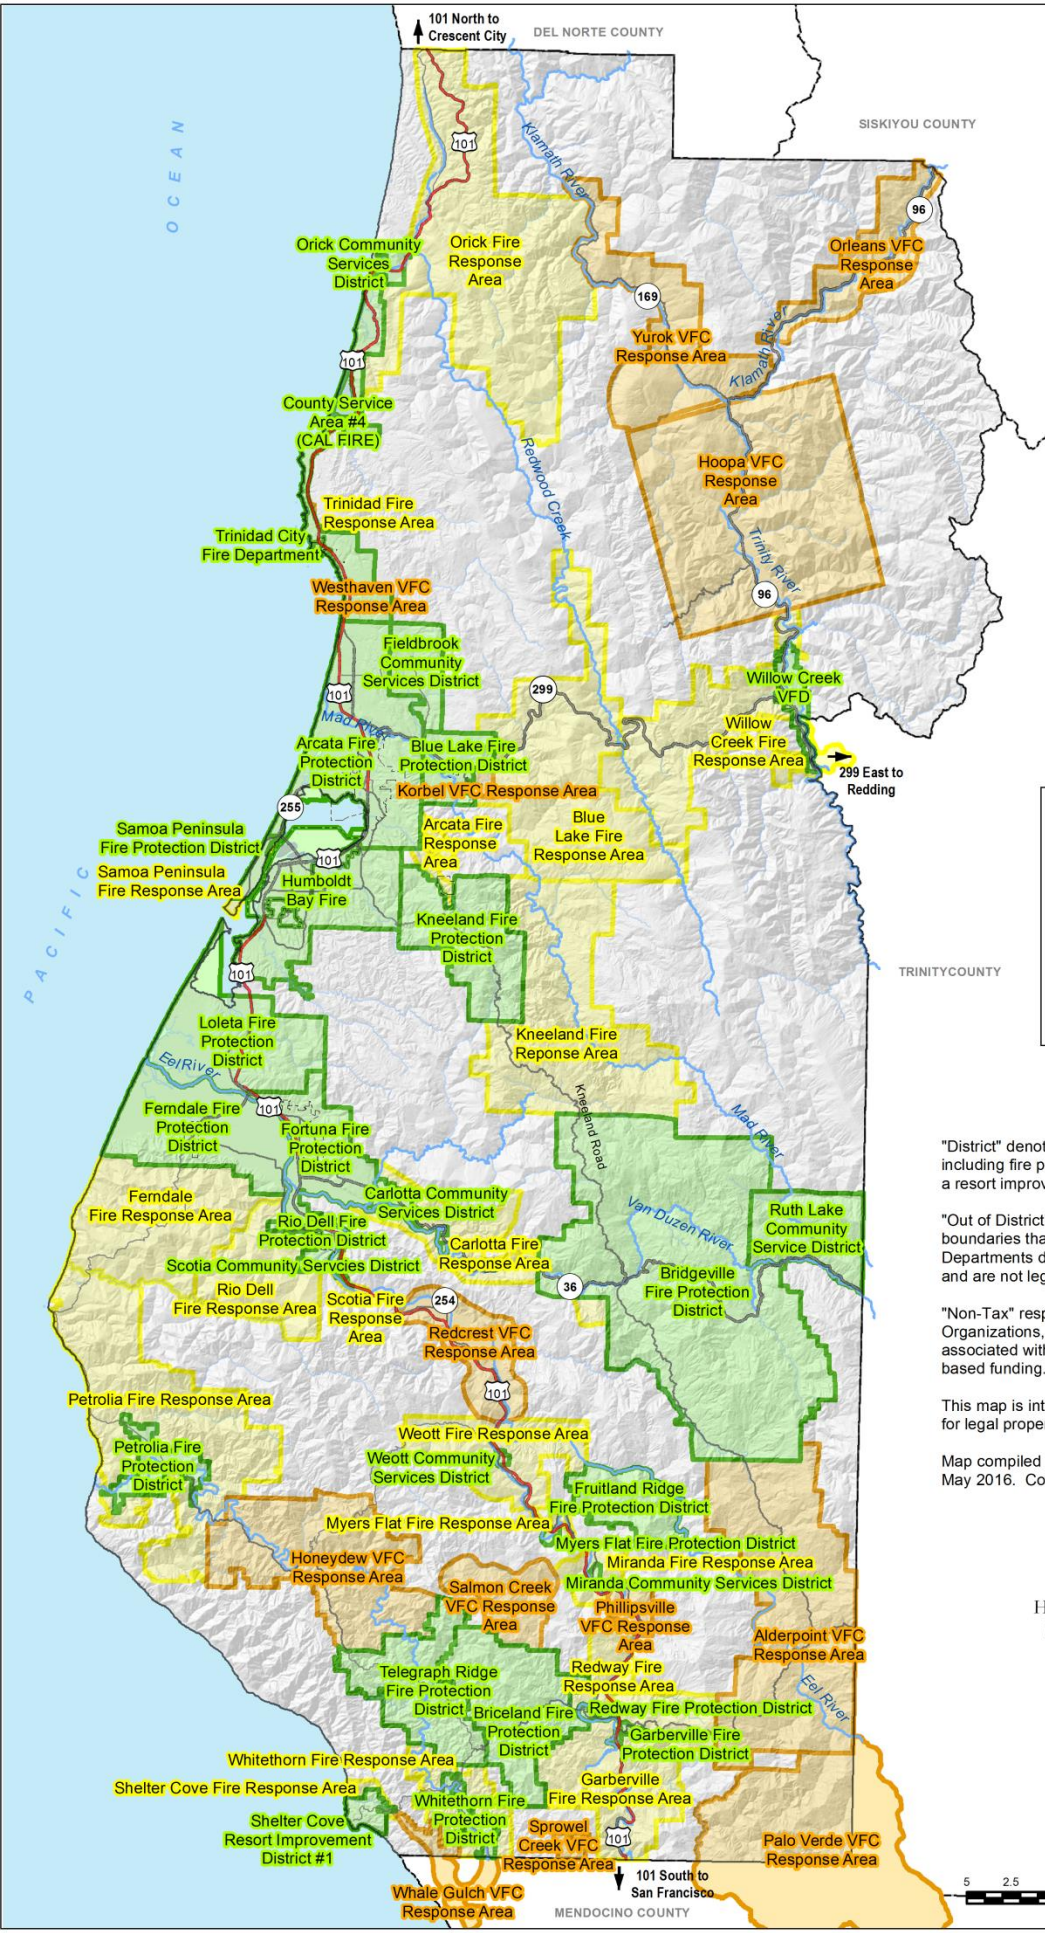 101 North to
Crescent City
DEL NORTE COUNTY
SISKIYOU COUNTY
OCEAN
101
Klamath River
96
Orick Community
Services
District
Orick Fire
Response
Area
Orleans VFC
Response
Area
169
Yurok VFC
Response Area
Klamath River
101
County Service
Area #4
(CAL FIRE)
Redwood Creek
Hoopa VFC
Response
Area
Trinidad Fire
Response Area
Trinidad City
Fire Department
Trinity River
96
Westhaven VFC
Response Area
Fieldbrook
Community
Services District
Willow Creek
VFD
299
101
Mad River
Willow
Creek Fire
Response Area
Arcata Fire
Protection
District
Blue Lake Fire
Protection District
299 East to
Redding
Korbel VFC Response Area
255
Arcata Fire
Response
Area
Blue
Lake Fire
Response Area
Samoa Peninsula
Fire Protection District
101
Samoa Peninsula
Fire Response Area
Humboldt
Bay Fire
Kneeland Fire
Protection
District
PACIFIC
101
TRINITYCOUNTY
Loleta Fire
Protection
District
Kneeland Fire
Reponse Area
EelRiver
Kneeland Road
Mad River
101
Ferndale Fire
Protection
District
Fortuna Fire
Protection
District
"District" denot
including fire p
a resort improv
Ferndale
Fire Response Area
Carlotta Community
Services District
Van Duzen River
Ruth Lake
Community
Service District
"Out of District
boundaries tha
Departments d
and are not leg
Rio Dell Fire
Protection District
Carlotta Fire
Response Area
Scotia Community Servcies District
36
Bridgeville
Fire Protection
District
Rio Dell
Fire Response Area
Scotia Fire
Response
Area
254
Redcrest VFC
Response Area
"Non-Tax" resp
Organizations,
associated with
based funding.
101
Petrolia Fire Response Area
This map is int
for legal prope
Weott Fire Response Area
Petrolia Fire
Protection
District
Weott Community
Services District
Map compiled
May 2016. Co
Fruitland Ridge
Fire Protection District
Myers Flat Fire Response Area
Myers Flat Fire Protection District
Honeydew VFC
Response Area
Miranda Fire Response Area
Miranda Community Services District
Salmon Creek
VFC Response
Area
Phillipsville
VFC Response
Area
H
Alderpoint VFC
Response Area
Telegraph Ridge
Fire Protection
District
Redway Fire
Response Area
Eel River
Briceland Fire
Protection
District
Redway Fire Protection District
Garberville Fire
Protection District
Whitethorn Fire Response Area
Shelter Cove Fire Response Area
Garberville
Fire Response Area
Whitethorn Fire
Protection
District
Shelter Cove
Resort Improvement
District #1
Sprowel
Creek VFC
Response Area
101
Palo Verde VFC
Response Area
101 South to
San Francisco
5 2.5
Whale Gulch VFC
Response Area
MENDOCINO COUNTY